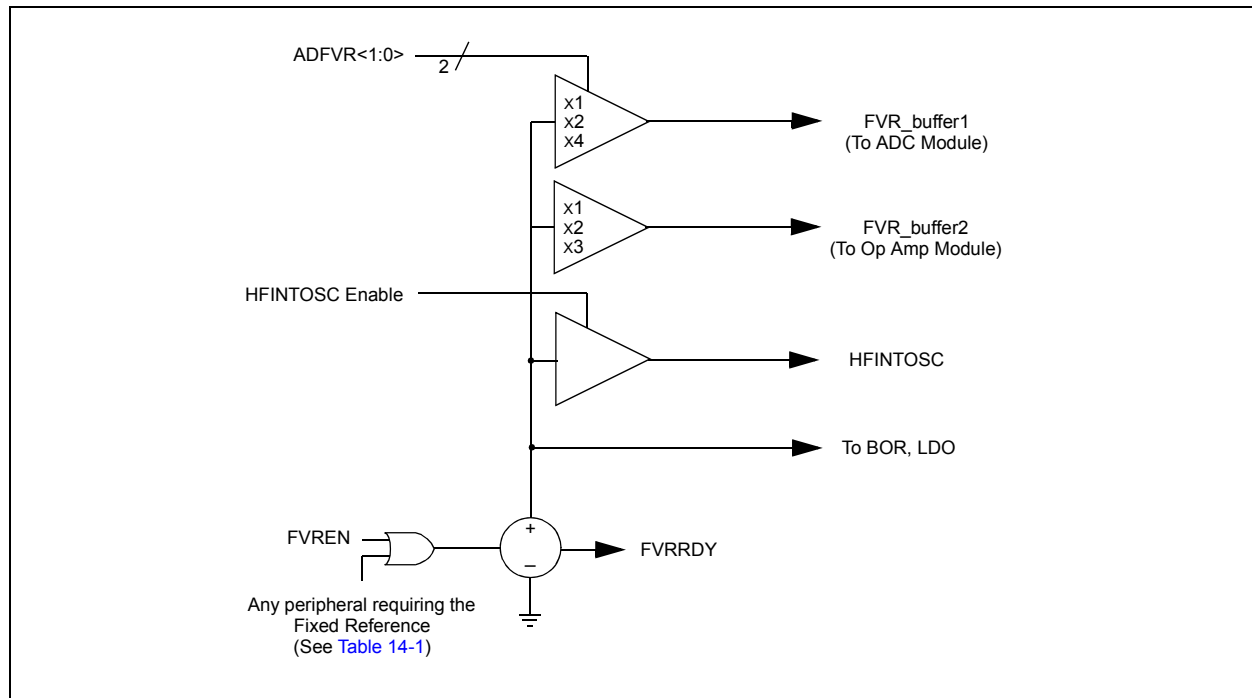 ADFVR<1:0>
2
X1
X2
X4
FVR_buffer1
(To ADC Module)
X1
X2
X3
FVR_buffer2
(To Op Amp Module)
HFINTOSC Enable
HFINTOSC
To BOR, LDO
FVREN
+
_
FVRRDY
Any peripheral requiring the
Fixed Reference
(See Table 14-1)